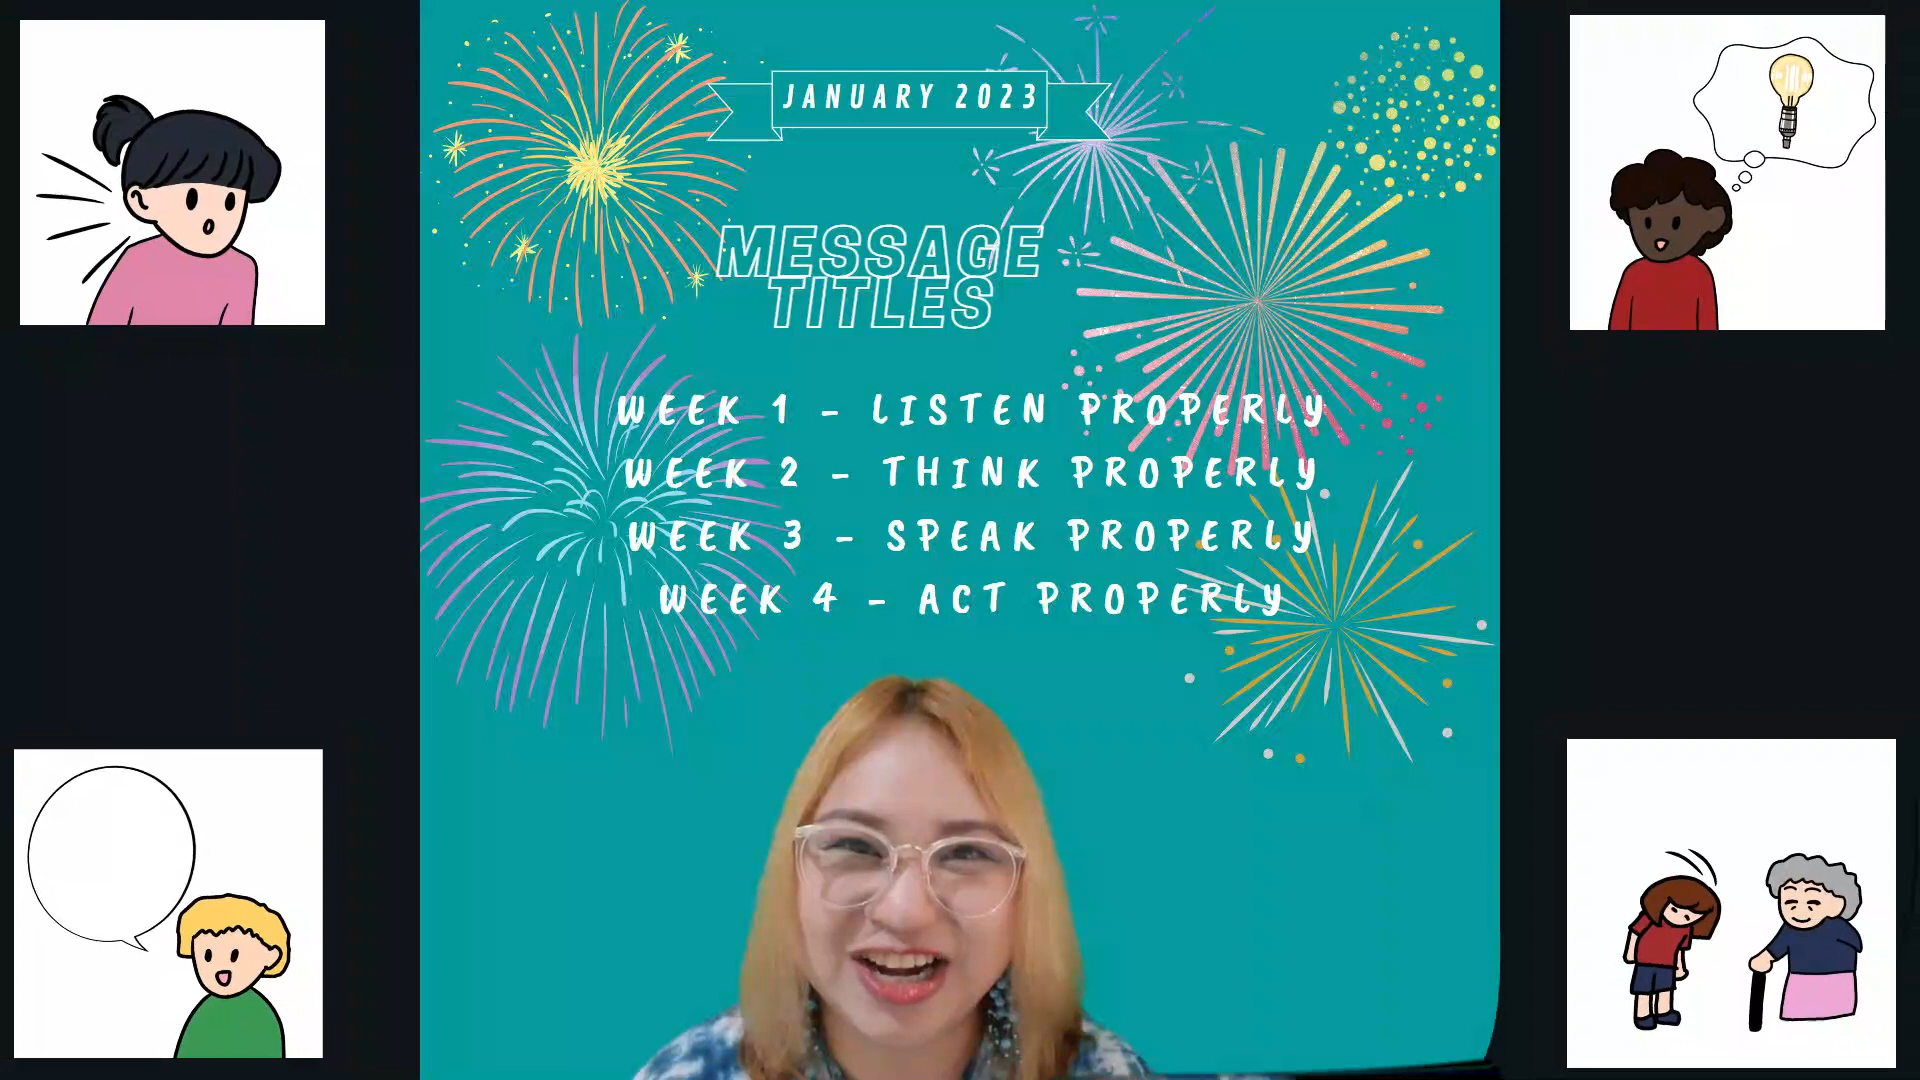 JANUARY 2023
MESSAGE
TITLES
WEEK 1 - LISTEN PROPERLY
WEEK 2 - THINK PROPERLY
WEEK 3 - SPEAK PROPERLY
WEEK 4 - ACT PROPERLY